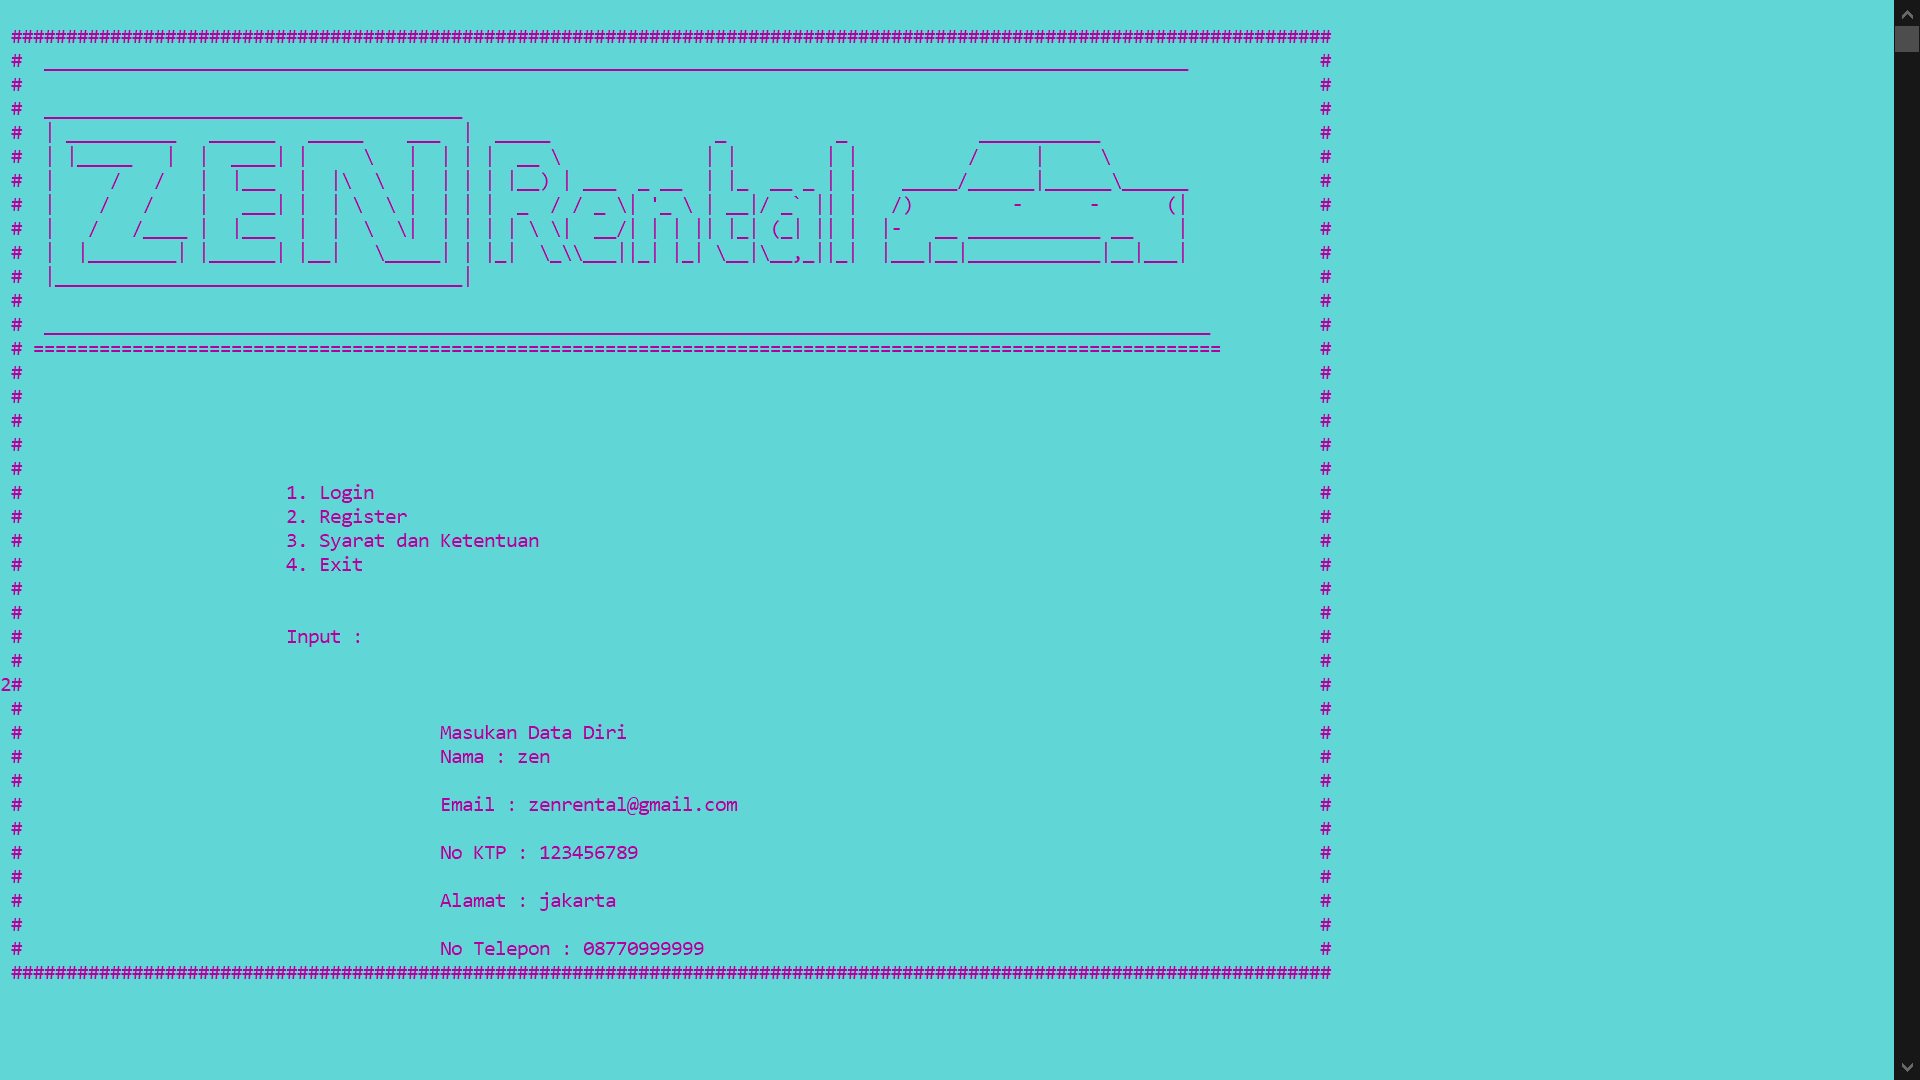 ZEN Rental
1. Login
2. Register
3. Syarat dan Ketentuan
4. Exit
Input :
2
Masukan Data Diri
Nama : zen
Email : zenrental@gmail.com
No KTP : 123456789
Alamat : jakarta
No Telepon : 08770999999